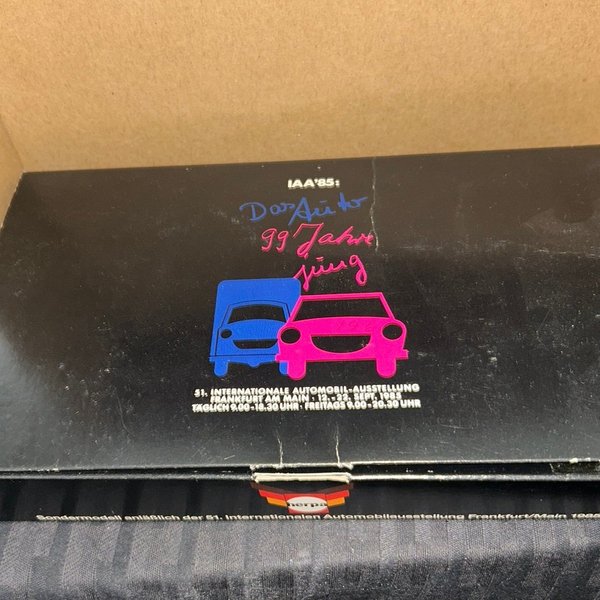 IAA'85:
Das Auto
99 Jahre
jung
51. INTERNATIONALE AUTOMOBIL-AUSSTELLUNG
FRANKFURT AM MAIN · 12.-22. SEPT. 1985
TÄGLICH 9.00-18.30 UHR · FREITAGS 9.00-20.30 UHR
herpa
Sondermodell anläßlich der 51. Internationalen Automobilausstellung Frankfurt/Main